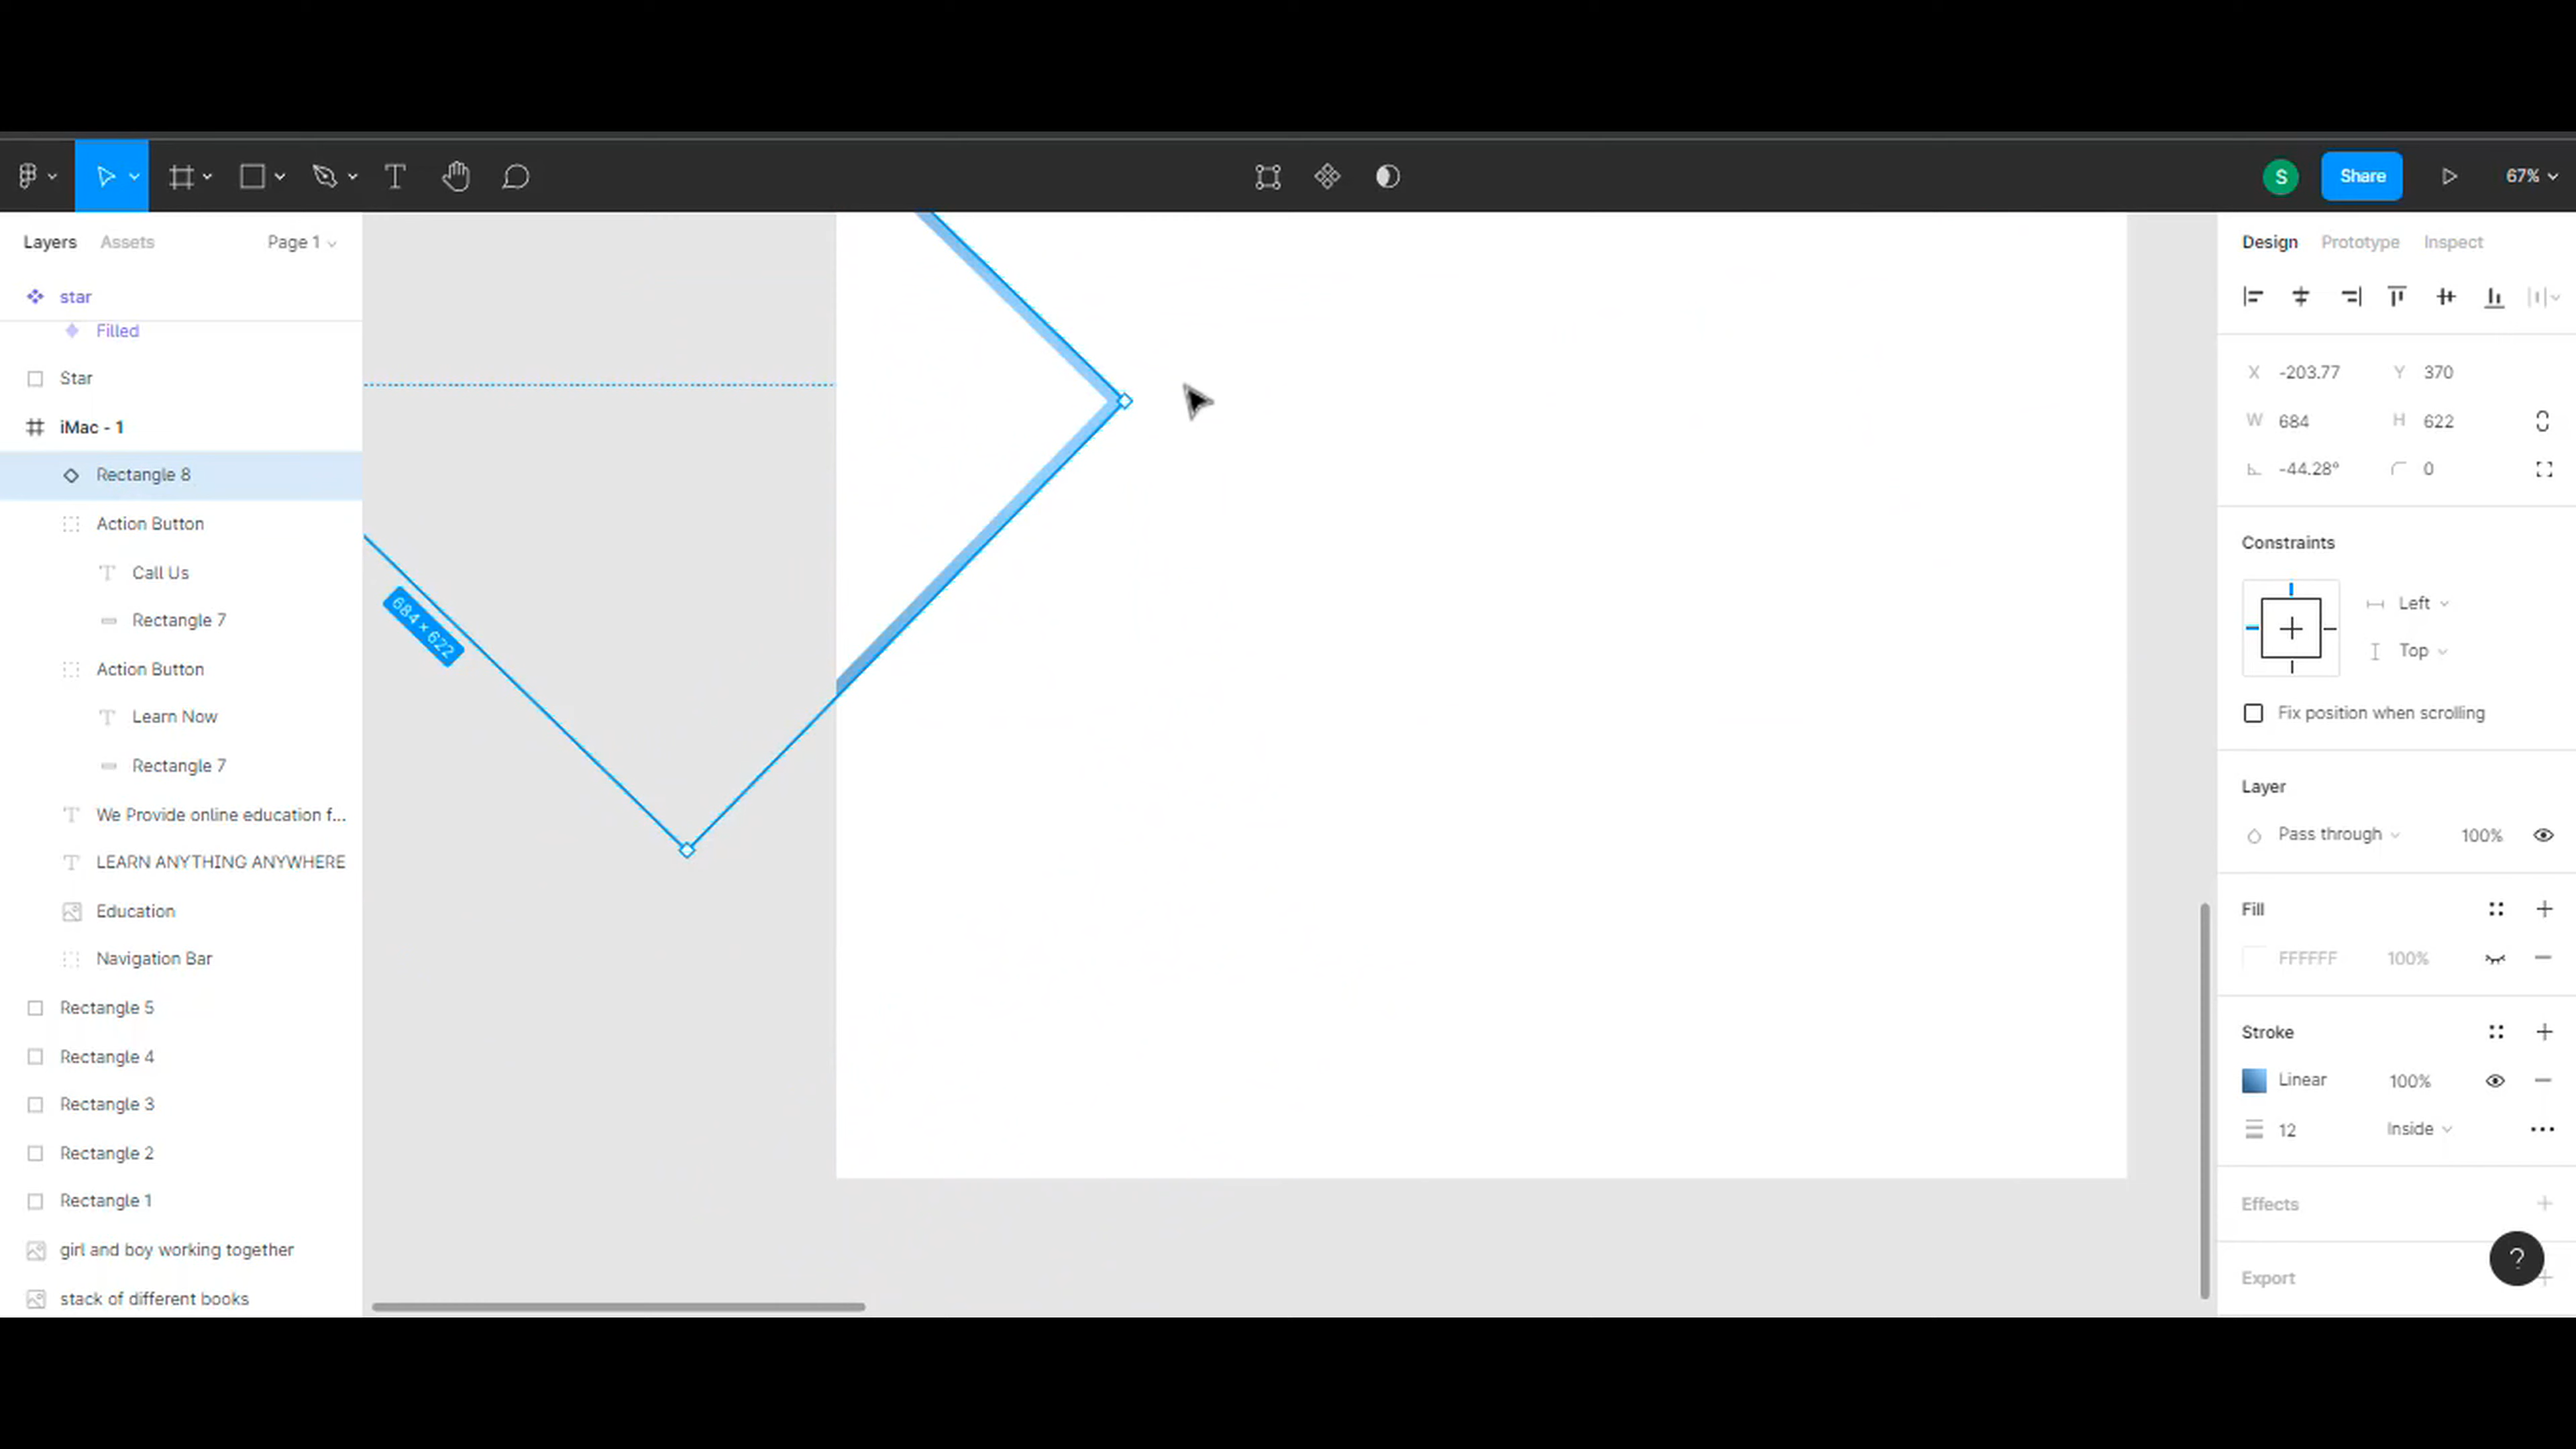 S
Share
67%
Layers
Assets
Page 1
star
Filled
Star
iMac - 1
Rectangle 8
Action Button
Call Us
Rectangle 7
Action Button
Learn Now
Rectangle 7
We Provide online education f...
LEARN ANYTHING ANYWHERE
Education
Navigation Bar
Rectangle 5
Rectangle 4
Rectangle 3
Rectangle 2
Rectangle 1
girl and boy working together
stack of different books
684 × 622
Design
Prototype
Inspect
X -203.77 Y 370
W 684 H 622
-44.28° 0
Constraints
Left
Top
Fix position when scrolling
Layer
Pass through 100%
Fill
FFFFFF 100%
Stroke
Linear 100%
12 Inside
Effects
Export
?